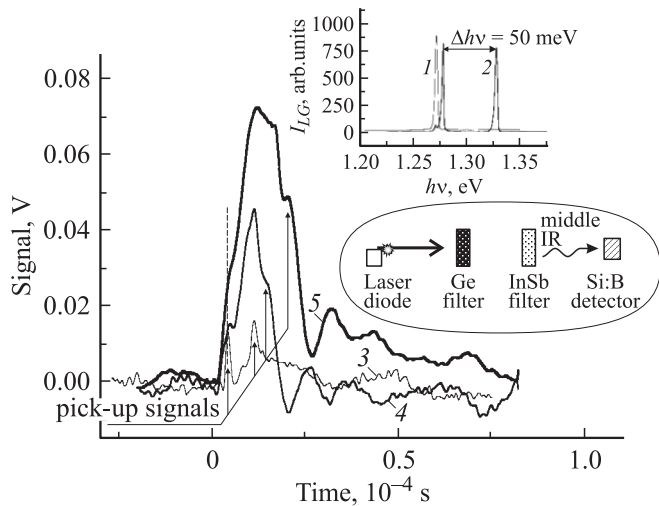 I_LG, arb.units
1000
750
500
250
0
1
2
Δhν = 50 meV
1.20
1.25
1.30
1.35
hν, eV
Signal, V
0.08
0.06
0.04
0.02
0.00
middle
IR
Laser
diode
Ge
filter
InSb
filter
Si:B
detector
5
3
4
pick-up signals
0
0.5
1.0
Time, 10⁻⁴ s